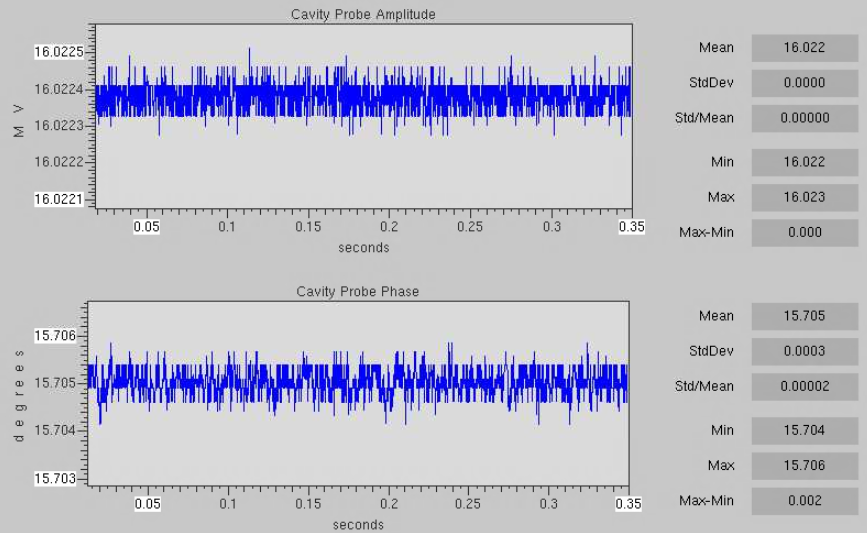 Cavity Probe Amplitude
16.0225
16.0224
16.0223
16.0222
16.0221
M V
0.05 0.1 0.15 0.2 0.25 0.3 0.35
seconds
Mean 16.022
StdDev 0.0000
Std/Mean 0.00000
Min 16.022
Max 16.023
Max-Min 0.000
Cavity Probe Phase
15.706
15.705
15.704
15.703
degrees
0.05 0.1 0.15 0.2 0.25 0.3 0.35
seconds
Mean 15.705
StdDev 0.0003
Std/Mean 0.00002
Min 15.704
Max 15.706
Max-Min 0.002